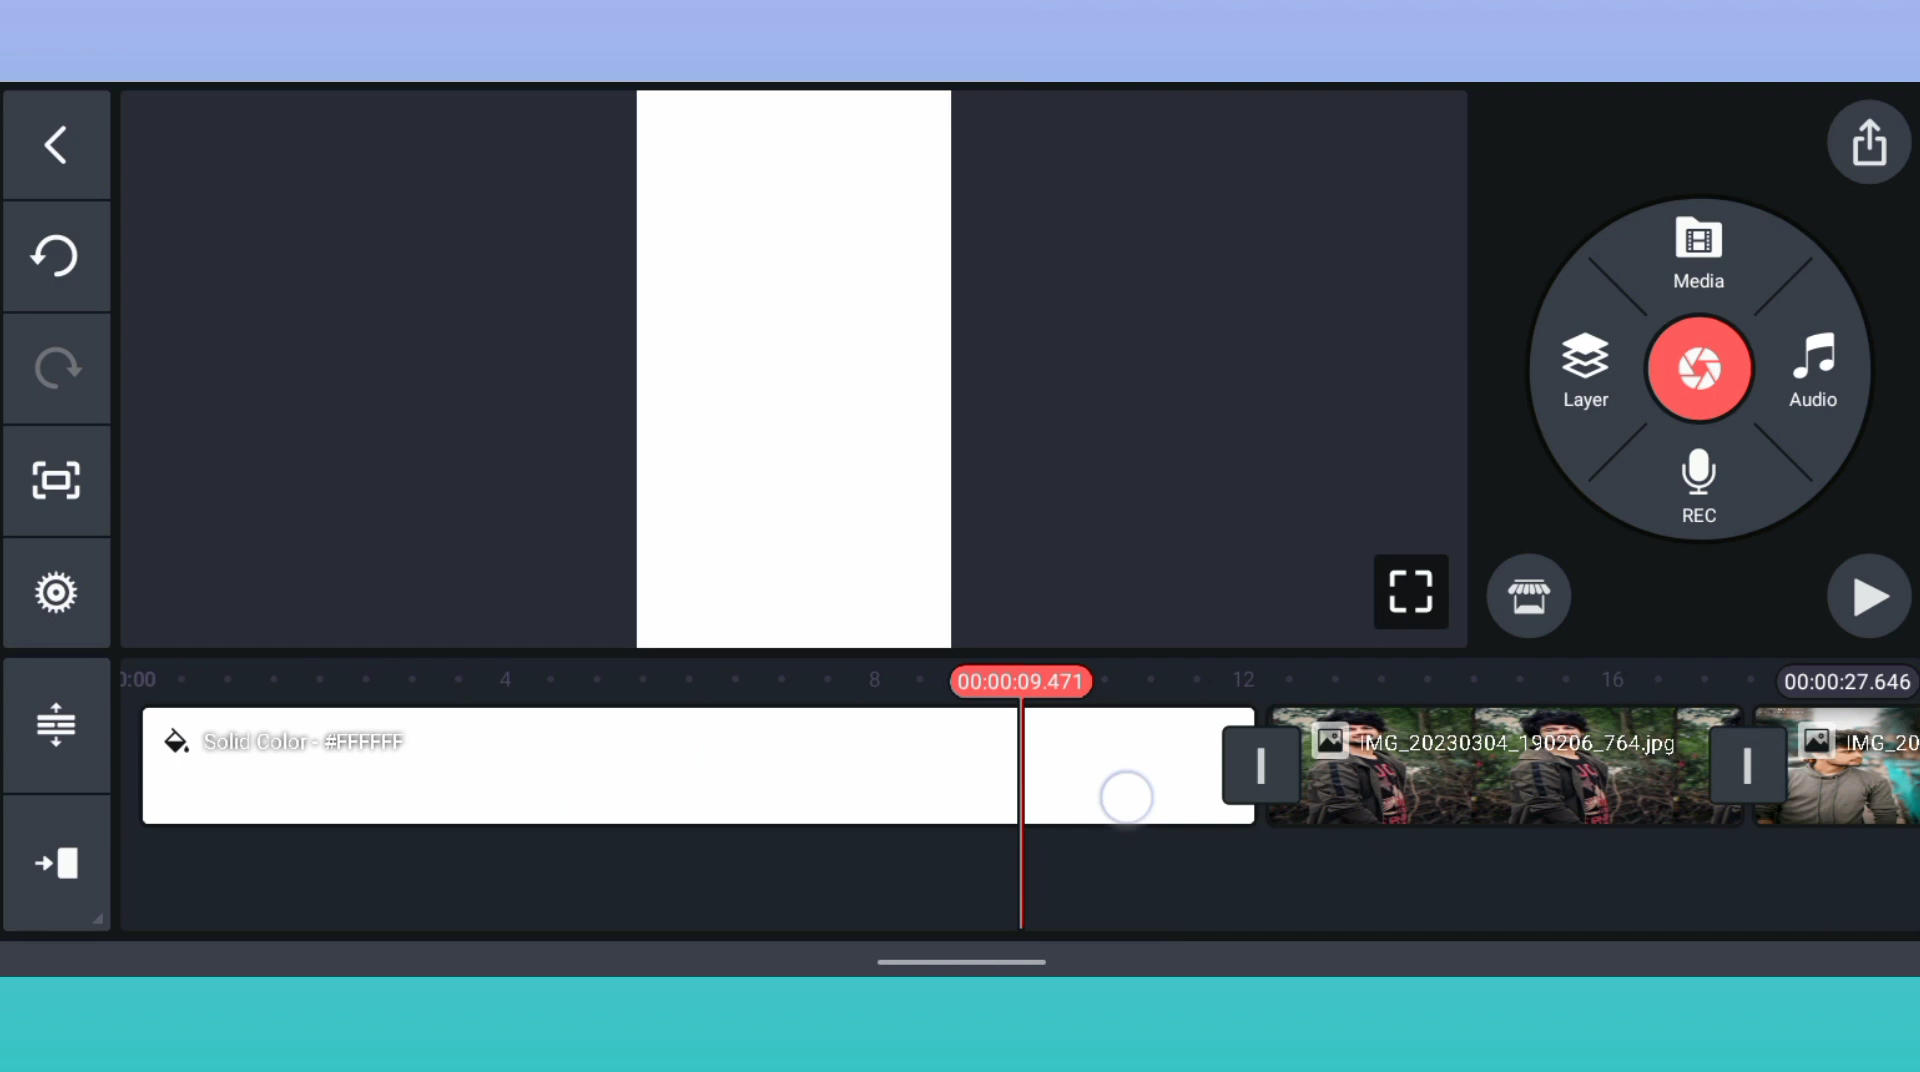 Media
Layer
Audio
REC
0:00 4 8 00:00:09.471 12 16 00:00:27.646
Solid Color - #FFFFFF
IMG_20230304_190206_764.jpg
IMG_20